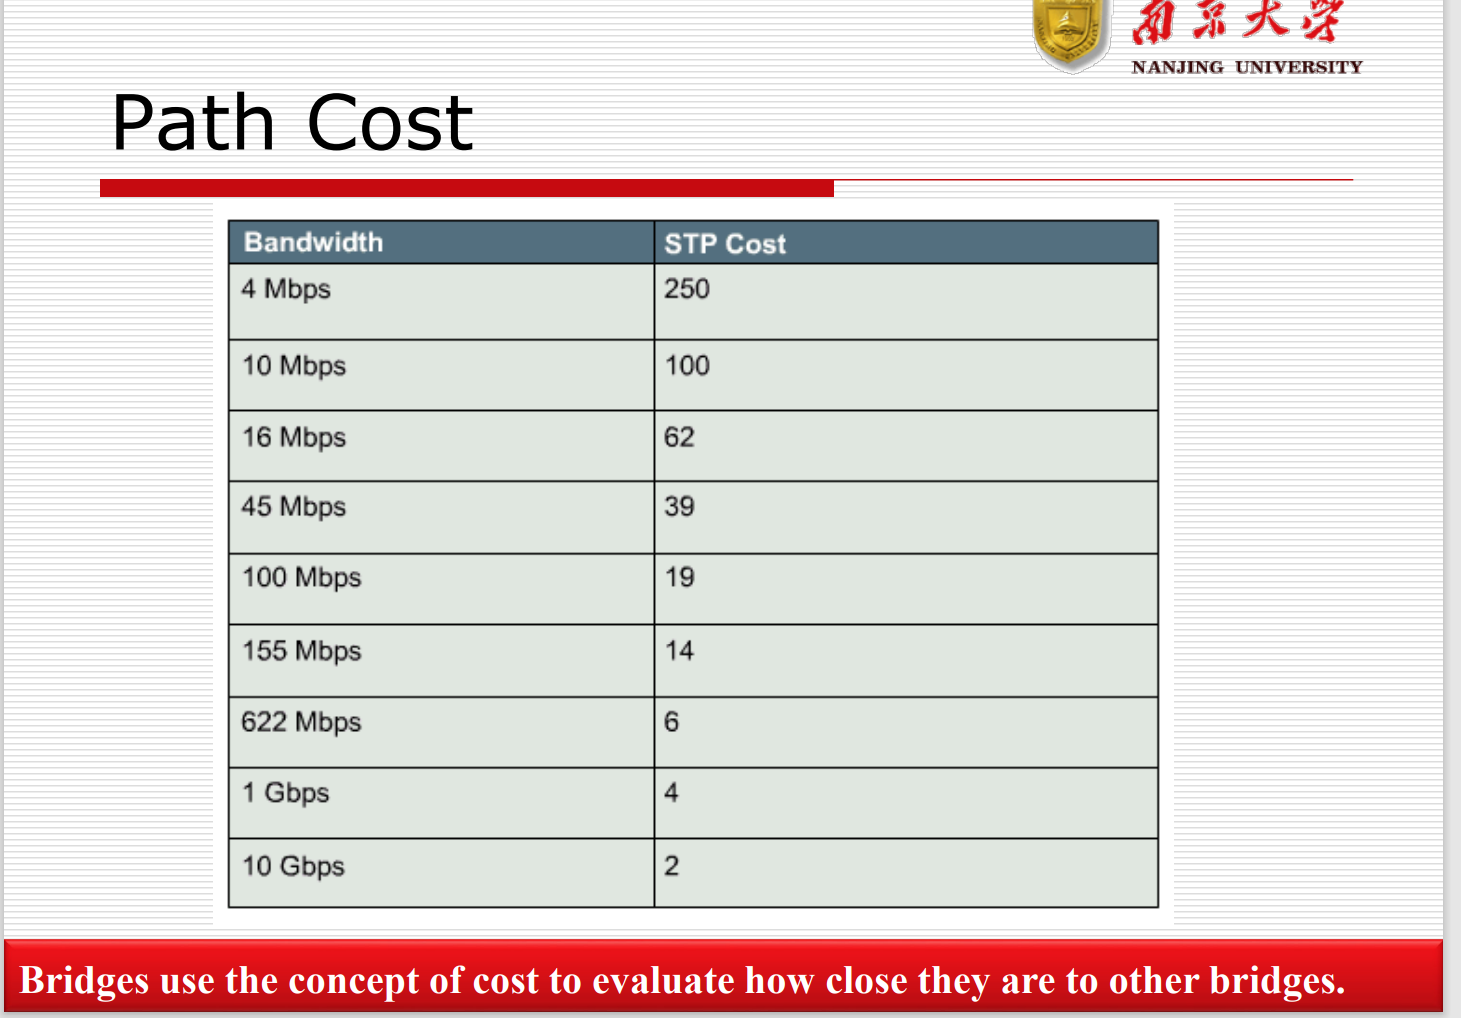 南京大学
NANJING UNIVERSITY
Path Cost
Bandwidth STP Cost
4 Mbps 250
10 Mbps 100
16 Mbps 62
45 Mbps 39
100 Mbps 19
155 Mbps 14
622 Mbps 6
1 Gbps 4
10 Gbps 2
Bridges use the concept of cost to evaluate how close they are to other bridges.